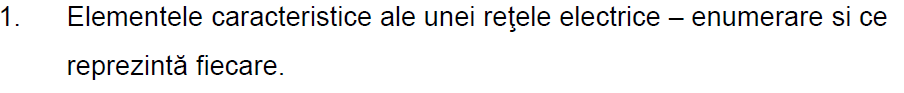 1. Elementele caracteristice ale unei reţele electrice – enumerare si ce
reprezintă fiecare.